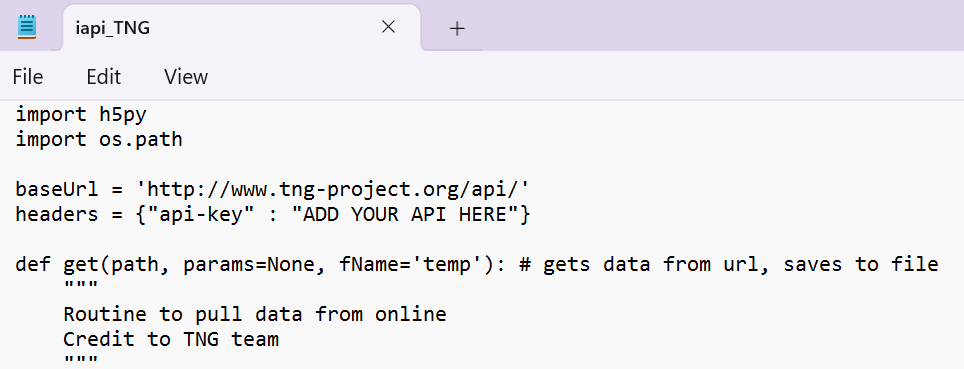 iapi_TNG
File Edit View
import h5py
import os.path
baseUrl = 'http://www.tng-project.org/api/'
headers = {"api-key" : "ADD YOUR API HERE"}
def get(path, params=None, fName='temp'): # gets data from url, saves to file
    """
    Routine to pull data from online
    Credit to TNG team
    """